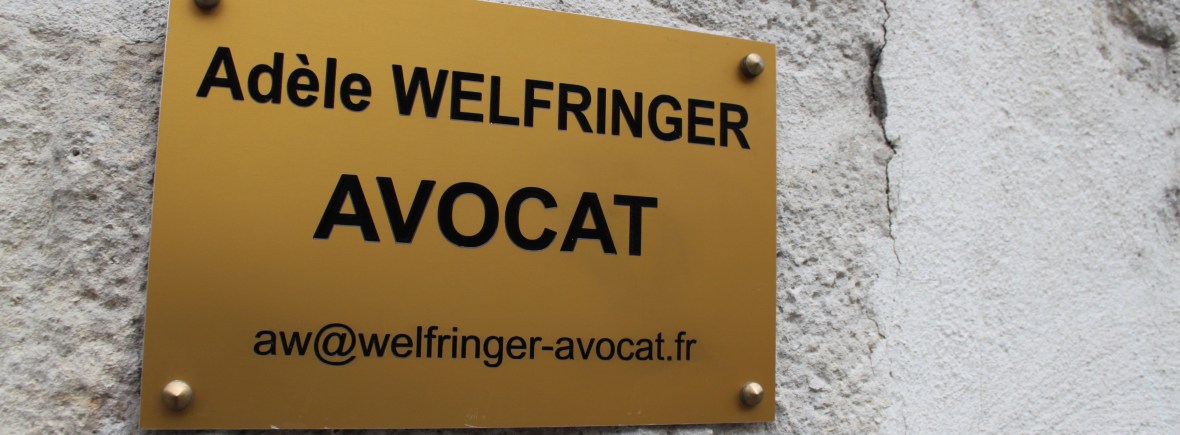 Adèle WELFRINGER
AVOCAT
aw@welfringer-avocat.fr